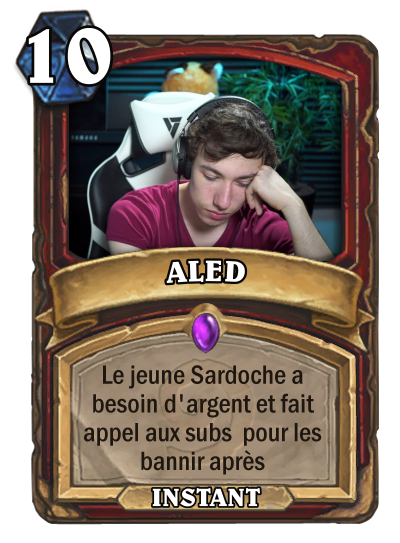 10
ALED
Le jeune Sardoche a
besoin d'argent et fait
appel aux subs pour les
bannir après
INSTANT